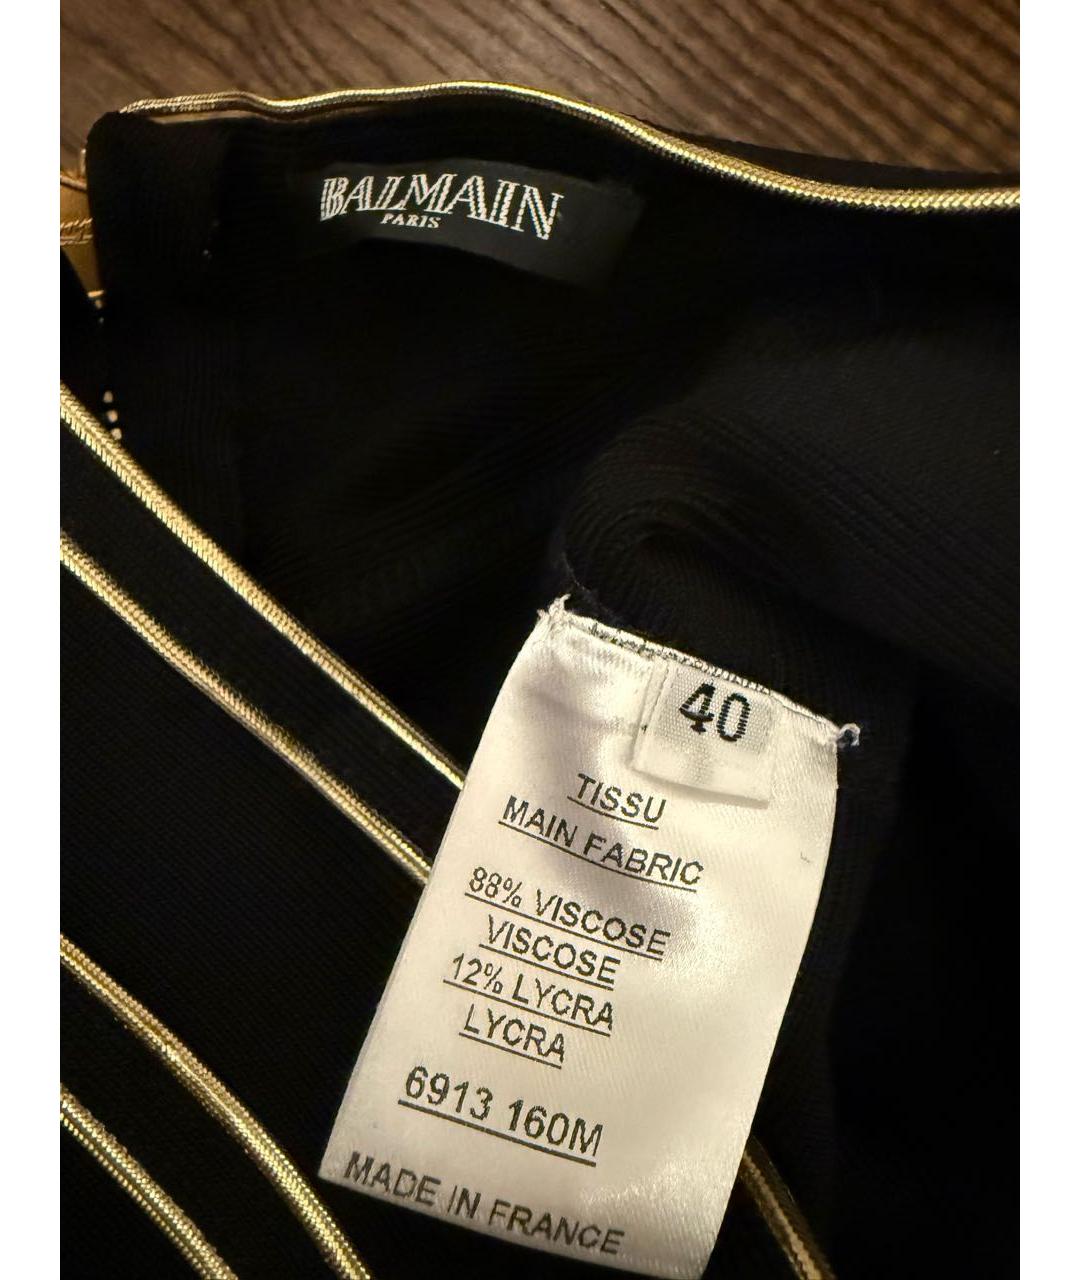 BALMAIN
PARIS
40
TISSU
MAIN FABRIC
88% VISCOSE
VISCOSE
12% LYCRA
LYCRA
6913 160M
MADE IN FRANCE